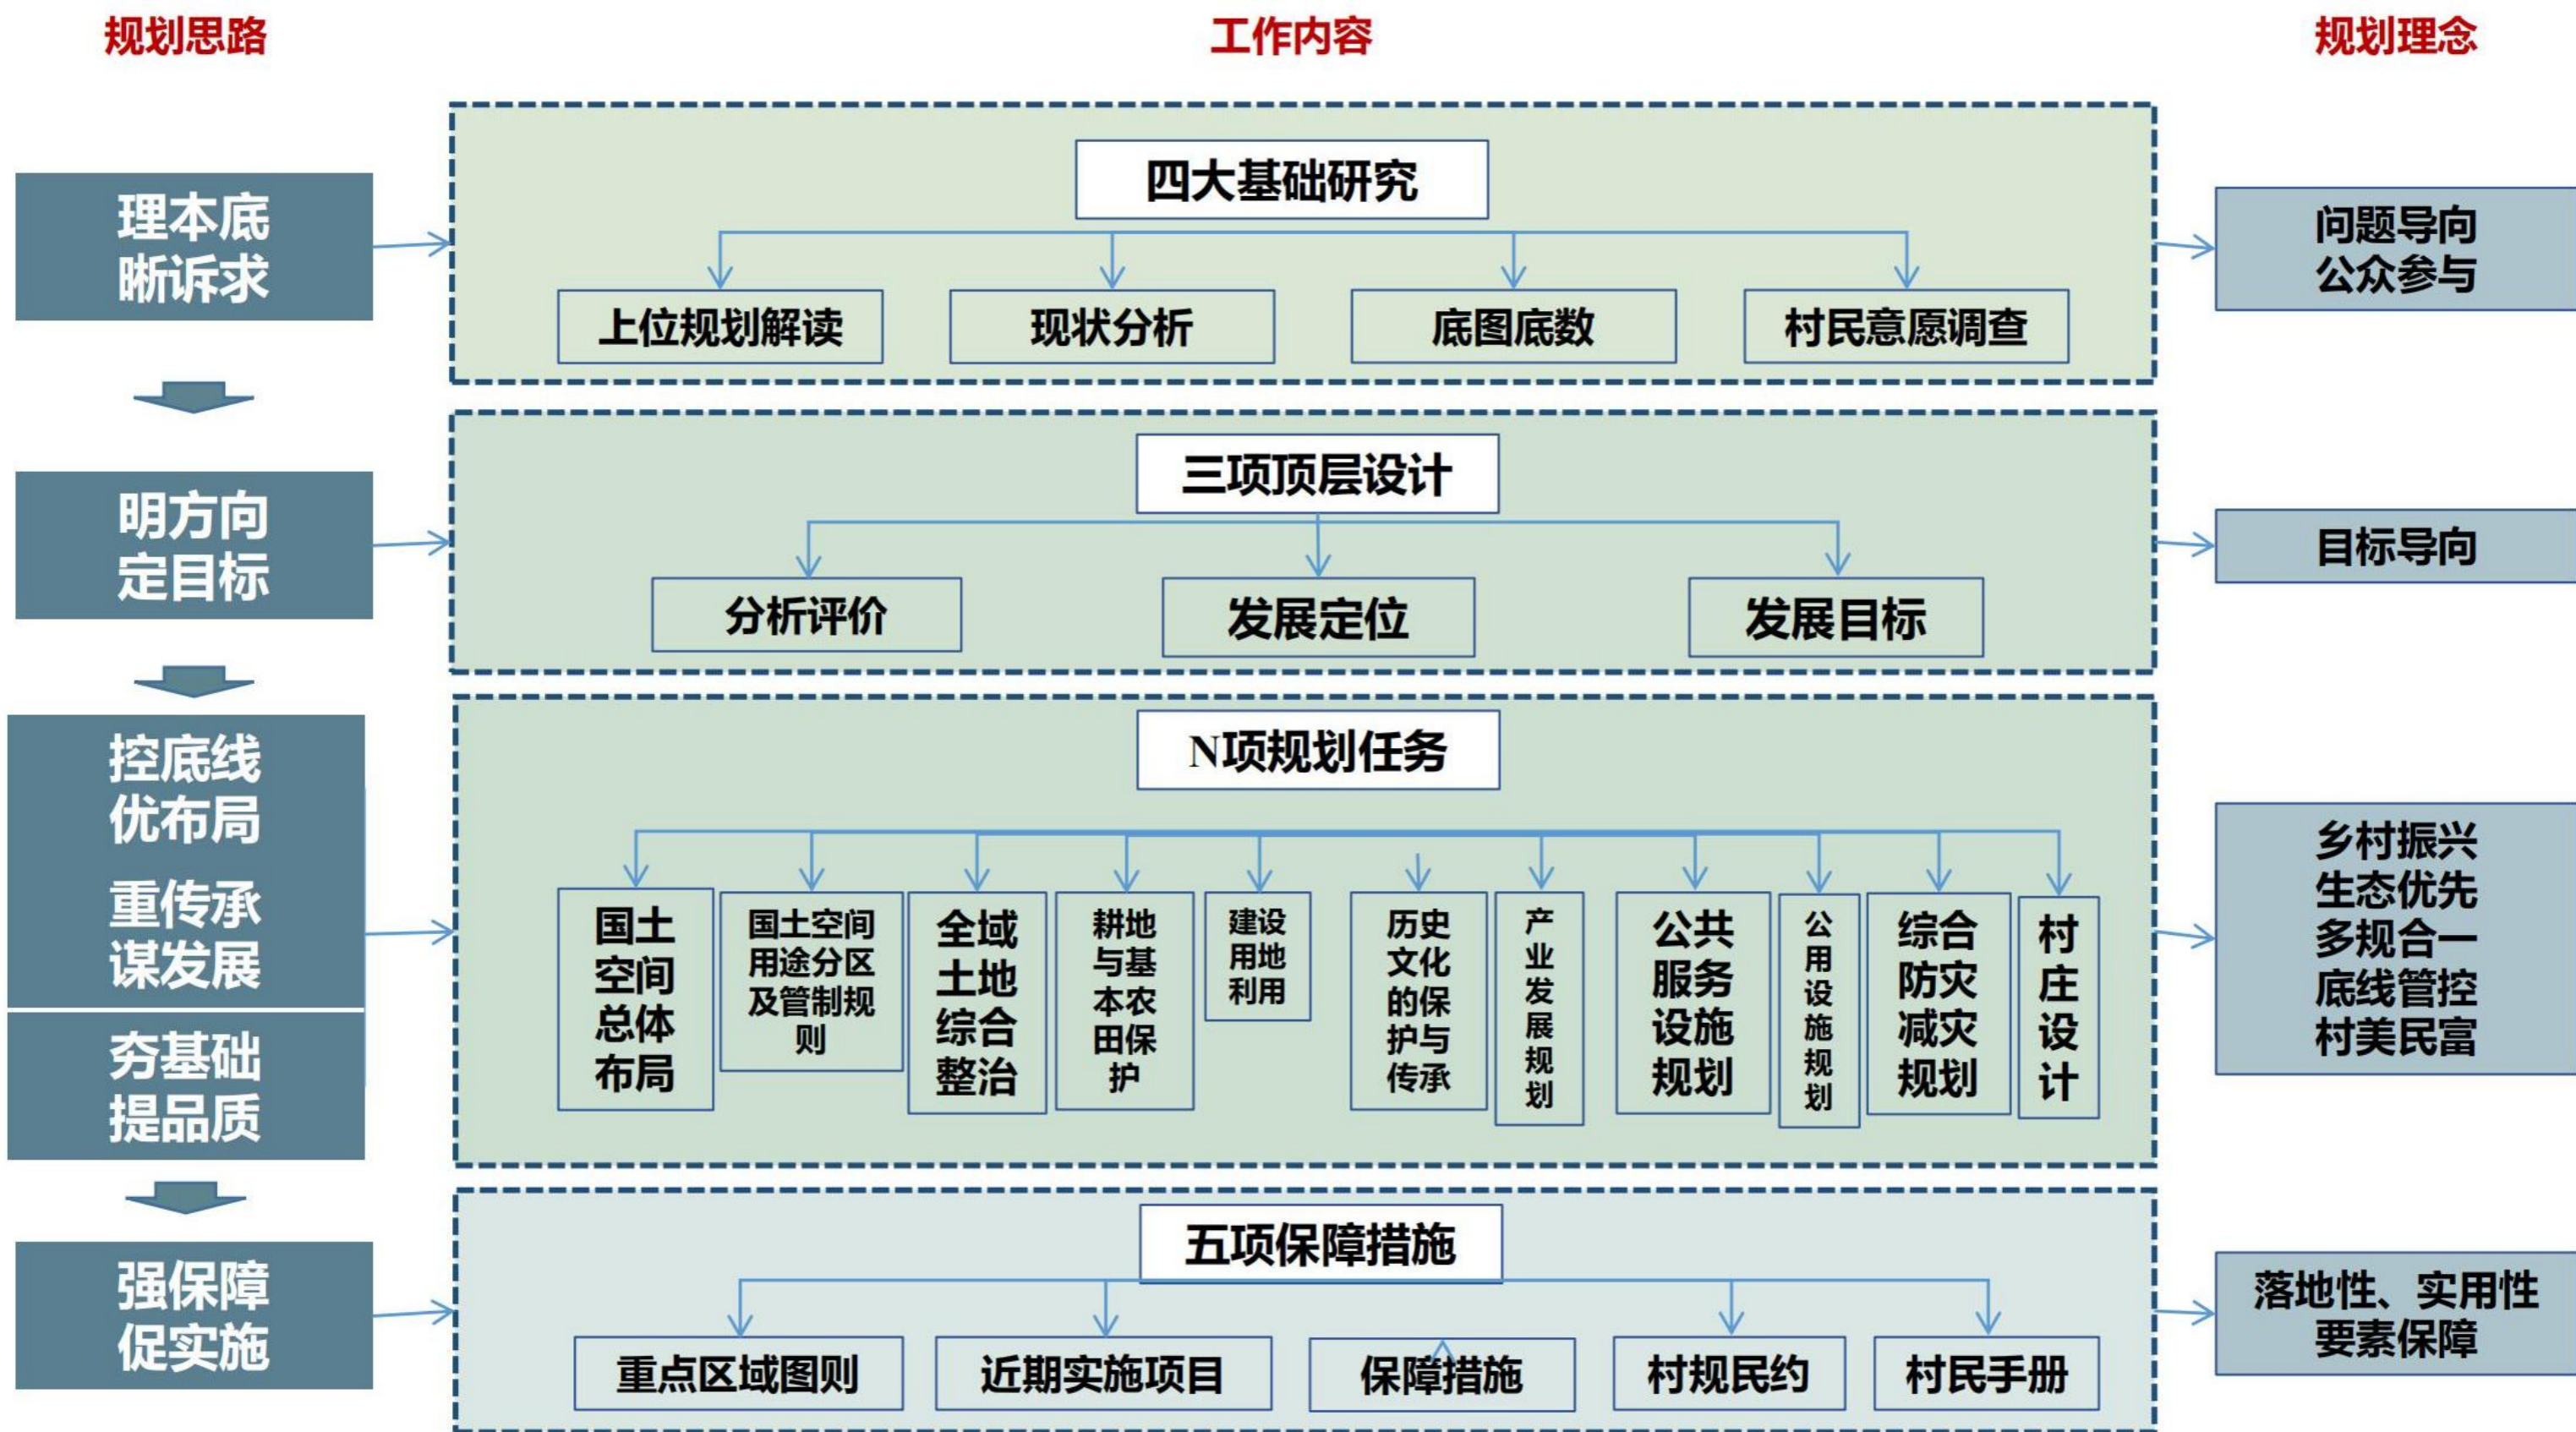 规划思路
工作内容
规划理念
理本底
晰诉求
四大基础研究
上位规划解读
现状分析
底图底数
村民意愿调查
问题导向
公众参与
明方向
定目标
三项顶层设计
分析评价
发展定位
发展目标
目标导向
控底线
优布局
重传承
谋发展
夯基础
提品质
N项规划任务
国土
空间
总体
布局
国土空间
用途分区
及管制规
则
全域
土地
综合
整治
耕地
与基
本农
田保
护
建设
用地
利用
历史
文化
的保
护与
传承
产
业
发
展
规
划
公共
服务
设施
规划
公
用
设
施
规
划
综合
防灾
减灾
规划
村
庄
设
计
乡村振兴
生态优先
多规合一
底线管控
村美民富
强保障
促实施
五项保障措施
重点区域图则
近期实施项目
保障措施
村规民约
村民手册
落地性、实用性
要素保障